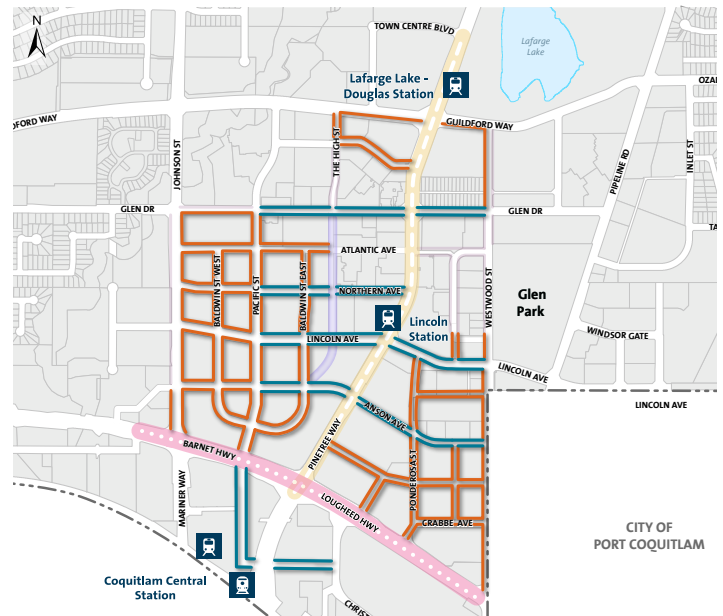 N
TOWN CENTRE BLVD
Lafarge
Lake
Lafarge Lake -
Douglas Station
OZA
DFORD WAY
GUILDFORD WAY
JOHNSON ST
THE HIGH ST
PIPELINE RD
INLET ST
GLEN DR
GLEN DR
TA
ATLANTIC AVE
BALDWIN ST WEST
PACIFIC ST
BALDWIN ST EAST
WESTWOOD ST
NORTHERN AVE
Glen
Park
Lincoln
Station
WINDSOR GATE
LINCOLN AVE
LINCOLN AVE
LINCOLN AVE
ANSON AVE
PINETREE WAY
BARNET HWY
PONDEROSA ST
MARINER WAY
LOUGHEED HWY
CRABBE AVE
CITY OF
PORT COQUITLAM
Coquitlam Central
Station
CHRIST